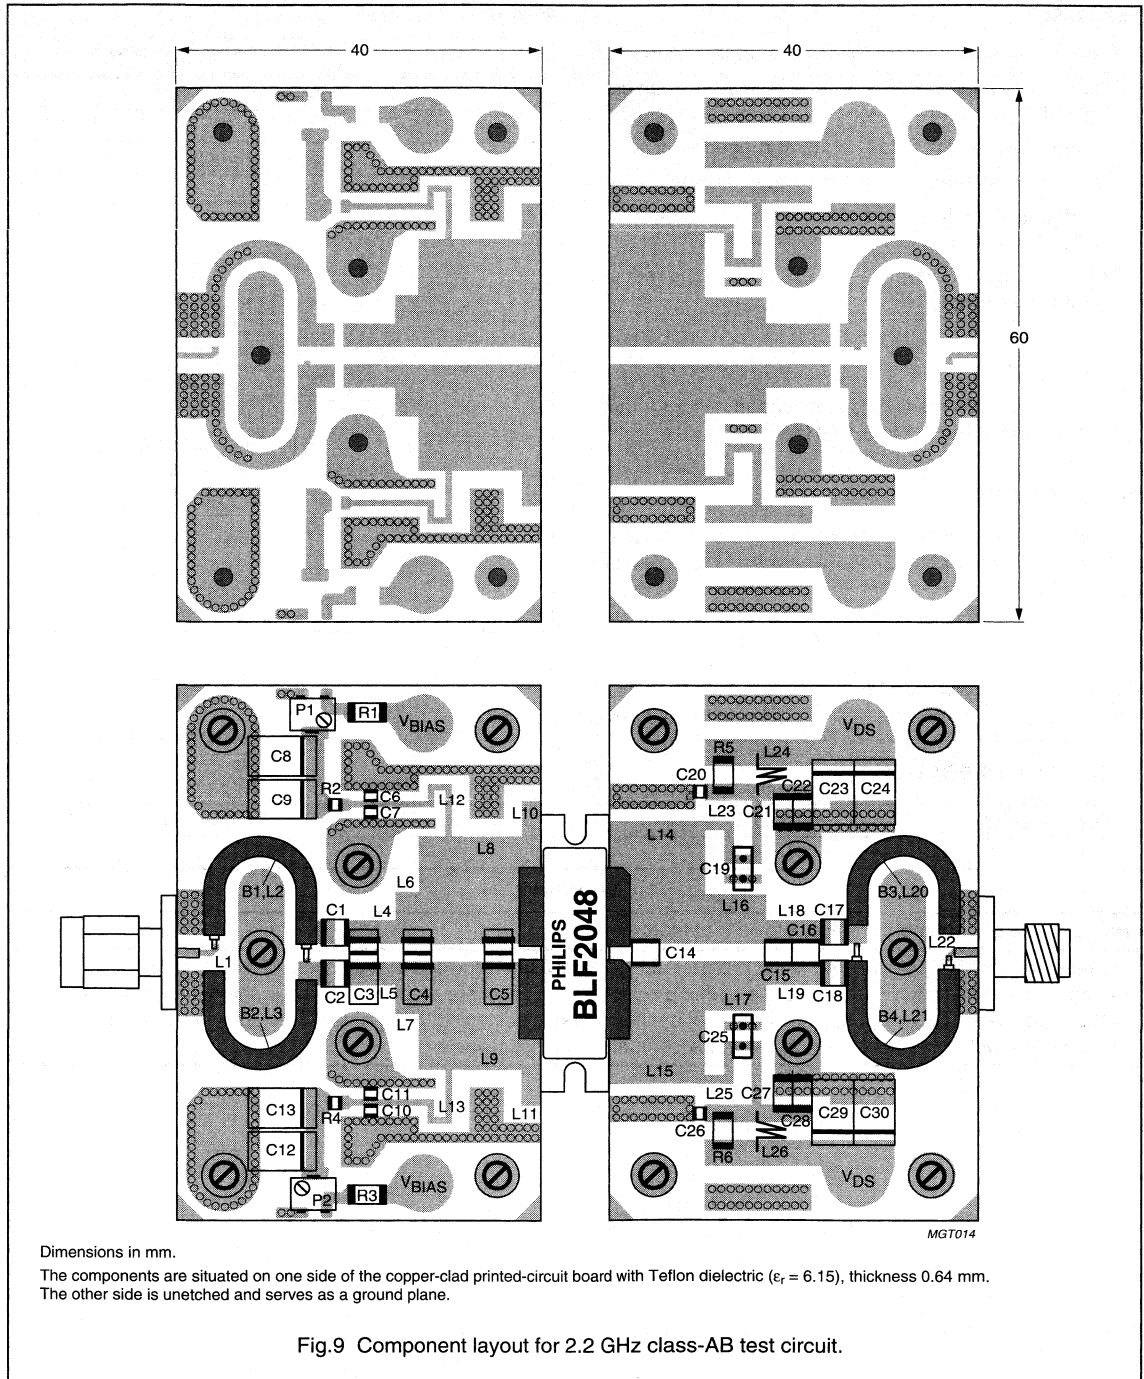 40
40
60
P1
R1
VBIAS
C8
C9
R2
C6
C7
L12
L10
L8
L6
B1,L2
C1
L4
L1
C2
C3
L5
C4
C5
B2,L3
L7
L9
C13
R4
C11
C10
L13
L11
C12
P2
R3
VBIAS
PHILIPS
BLF2048
VDS
R5
L24
C20
C22
C23
C24
L23
C21
L14
C19
L16
B3,L20
L18
C17
C16
C14
L22
C15
L19
C18
L17
B4,L21
C25
L15
L25
C27
C26
C28
C29
C30
R6
L26
VDS
MGT014
Dimensions in mm.
The components are situated on one side of the copper-clad printed-circuit board with Teflon dielectric (εr = 6.15), thickness 0.64 mm.
The other side is unetched and serves as a ground plane.
Fig.9 Component layout for 2.2 GHz class-AB test circuit.